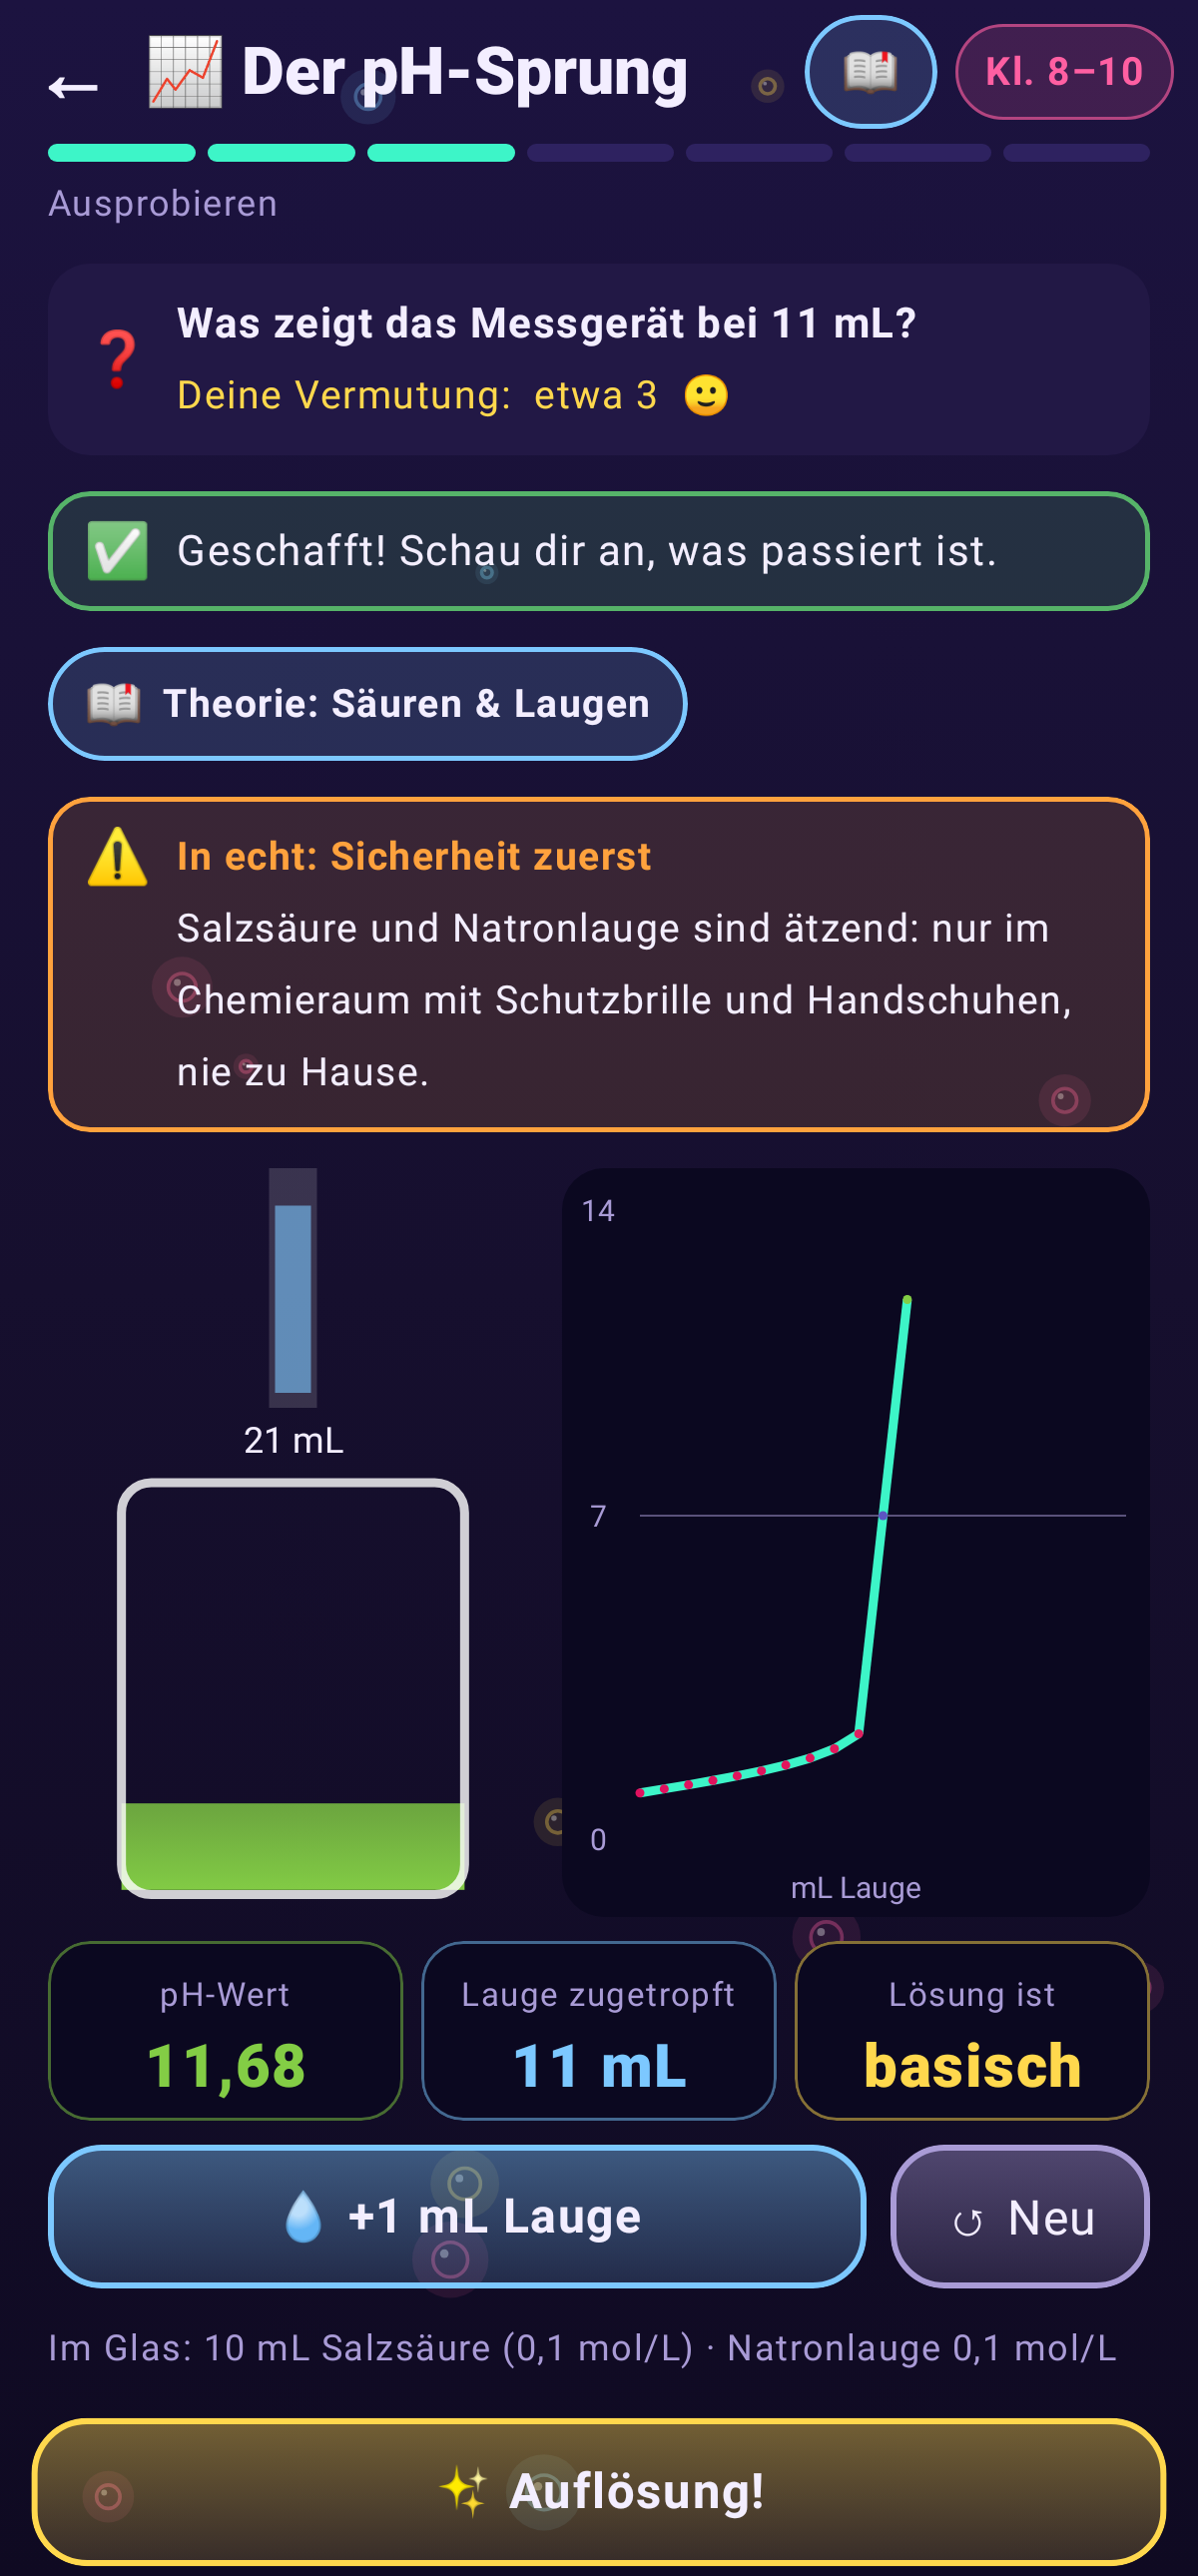 Der pH-Sprung
Kl. 8–10
Ausprobieren
Was zeigt das Messgerät bei 11 mL?
Deine Vermutung: etwa 3
Geschafft! Schau dir an, was passiert ist.
Theorie: Säuren & Laugen
In echt: Sicherheit zuerst
Salzsäure und Natronlauge sind ätzend: nur im
Chemieraum mit Schutzbrille und Handschuhen,
nie zu Hause.
21 mL
14
7
0
mL Lauge
pH-Wert
11,68
Lauge zugetropft
11 mL
Lösung ist
basisch
+1 mL Lauge
Neu
Im Glas: 10 mL Salzsäure (0,1 mol/L) · Natronlauge 0,1 mol/L
Auflösung!